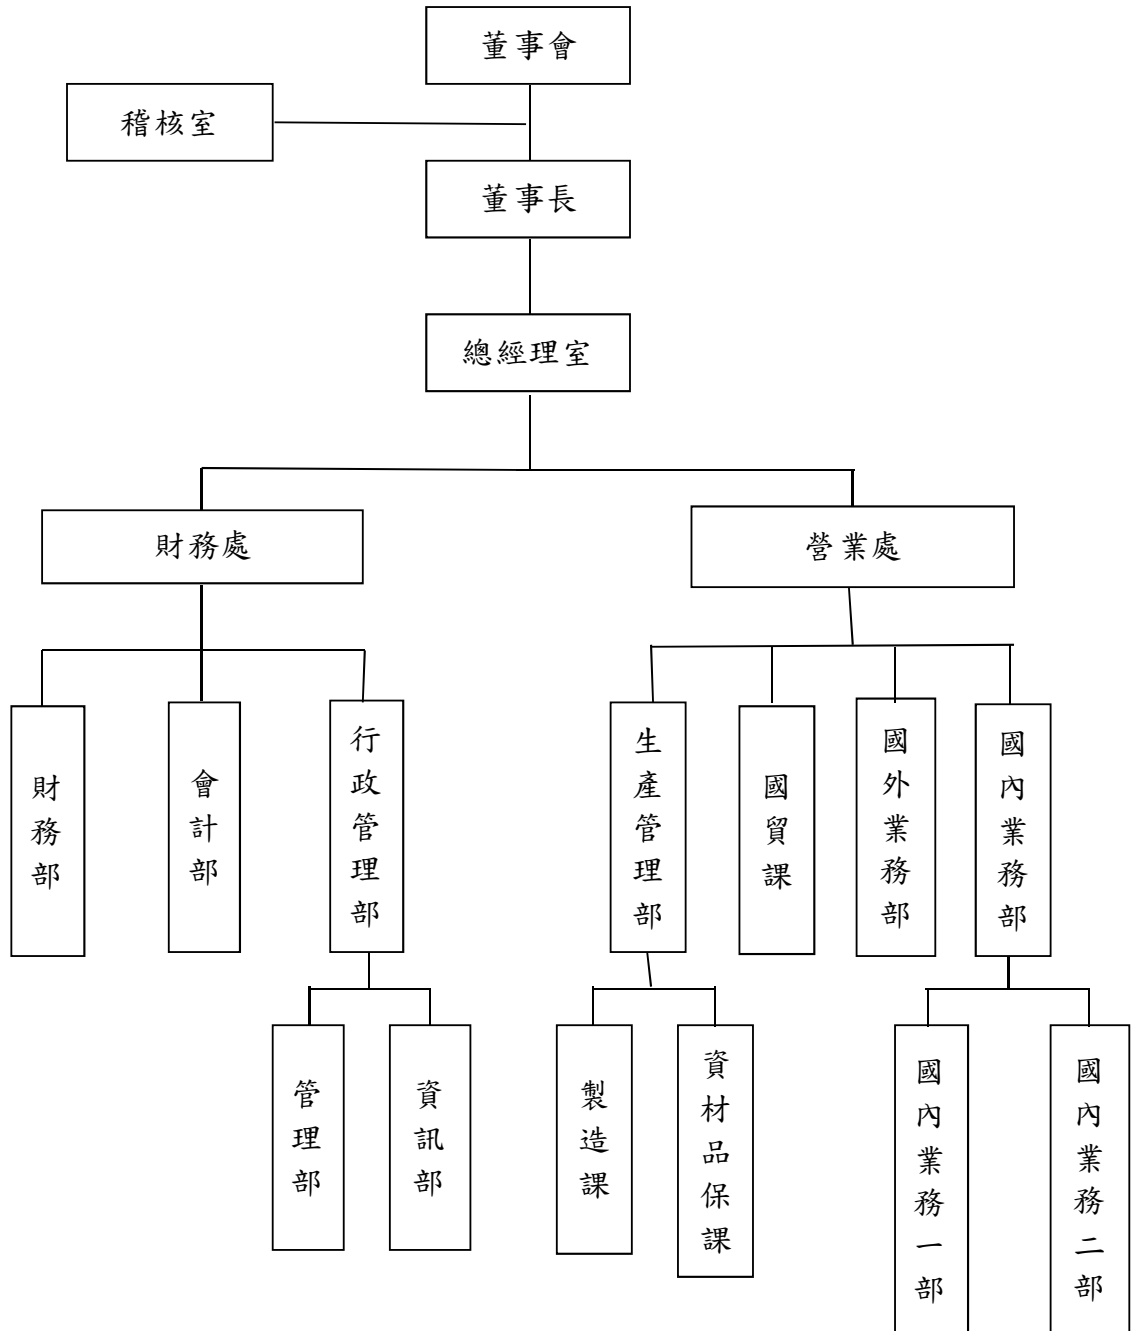 董事會
稽核室
董事長
總經理室
財務處
營業處
財務部
會計部
行政管理部
生產管理部
國貿課
國外業務部
國內業務部
管理部
資訊部
製造課
資材品保課
國內業務一部
國內業務二部